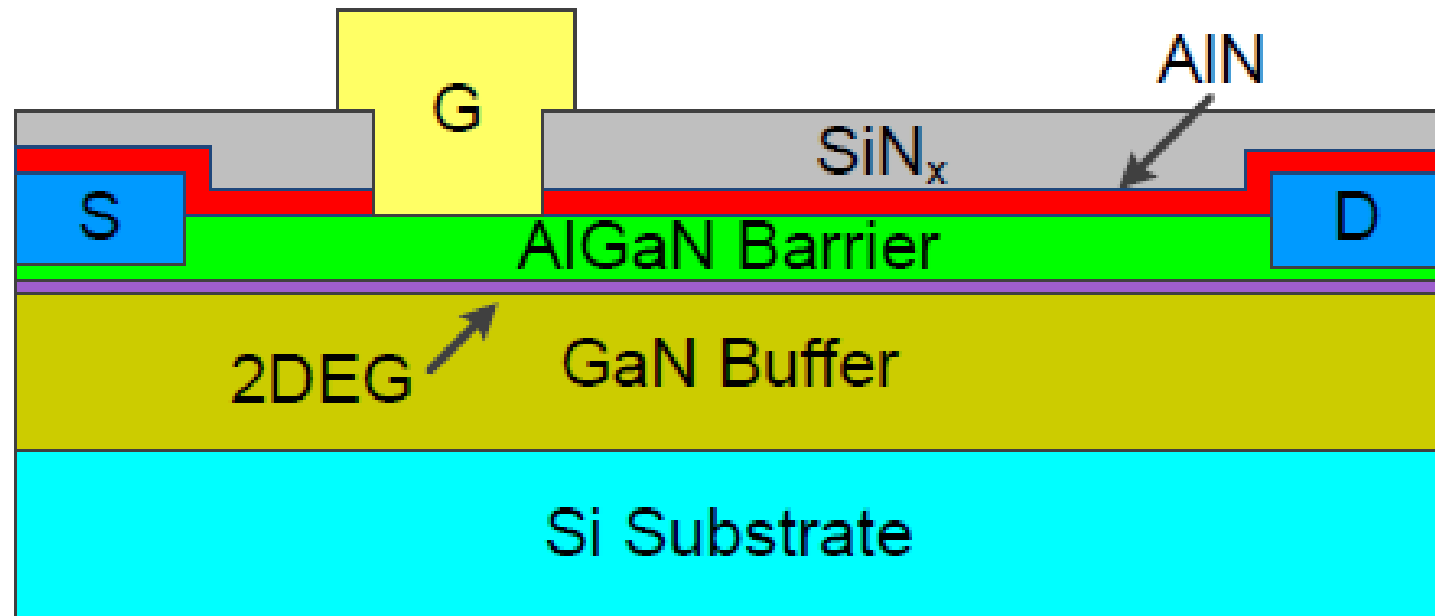 AlN
G
SiNx
S
D
AlGaN Barrier
2DEG
GaN Buffer
Si Substrate